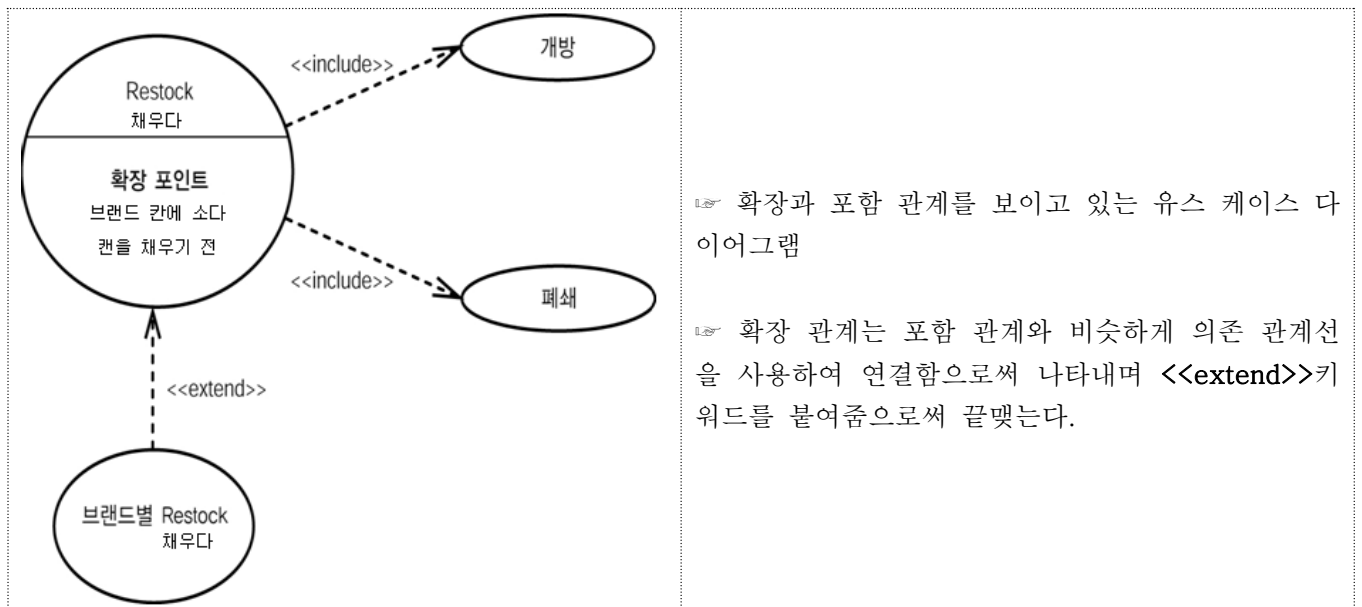 <<include>>
개방
Restock
채우다
확장 포인트
브랜드 칸에 소다
캔을 채우기 전
<<include>>
폐쇄
<<extend>>
브랜드별 Restock
채우다
☞ 확장과 포함 관계를 보이고 있는 유스 케이스 다
이어그램
☞ 확장 관계는 포함 관계와 비슷하게 의존 관계선
을 사용하여 연결함으로써 나타내며 <<extend>>키
워드를 붙여줌으로써 끝맺는다.